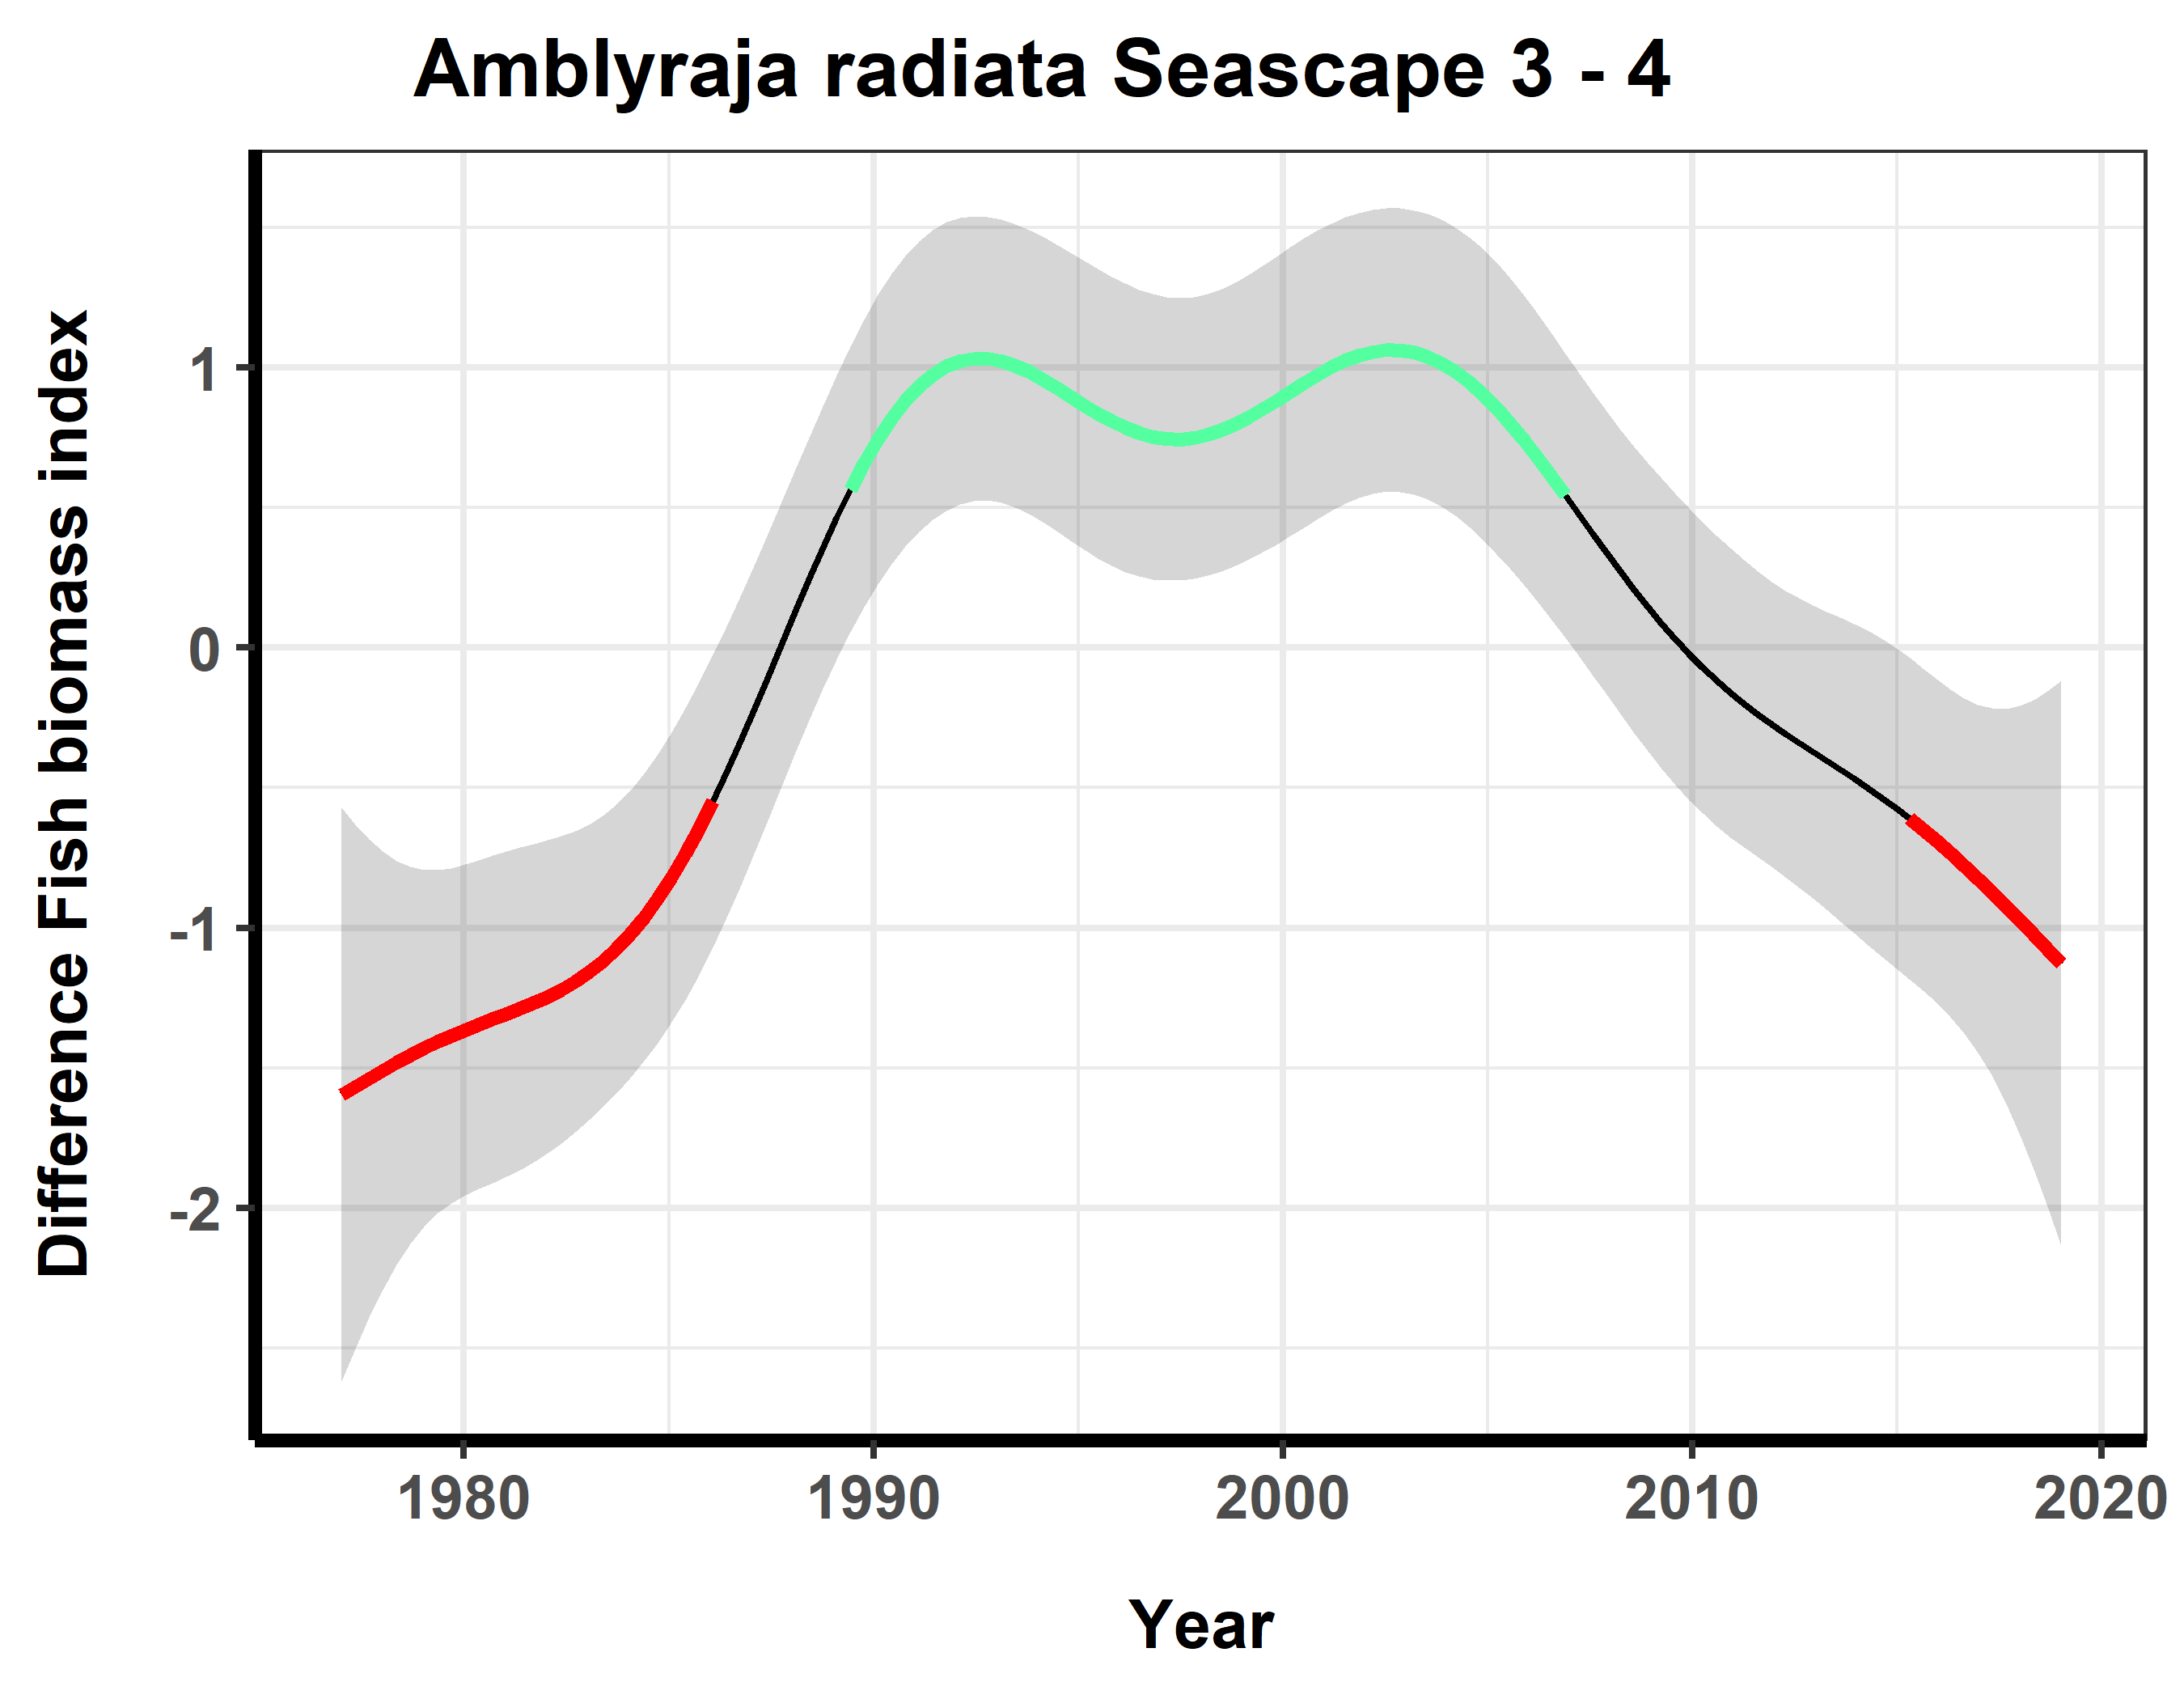 Amblyraja radiata Seascape 3 - 4
Difference Fish biomass index
1
0
-1
-2
1980 1990 2000 2010 2020
Year